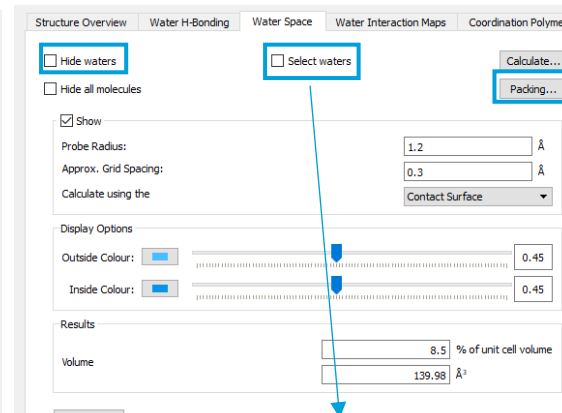 Structure Overview Water H-Bonding Water Space Water Interaction Maps Coordination Polyme
Hide waters Select waters Calculate...
Hide all molecules Packing...
Show
Probe Radius: 1.2 Å
Approx. Grid Spacing: 0.3 Å
Calculate using the Contact Surface
Display Options
Outside Colour: 0.45
Inside Colour: 0.45
Results
Volume 8.5 % of unit cell volume
139.98 Å³